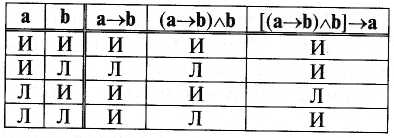 a b a→b (a→b)∧b [(a→b)∧b]→a
И И И И И
И Л Л Л И
Л И И И Л
Л Л И Л И